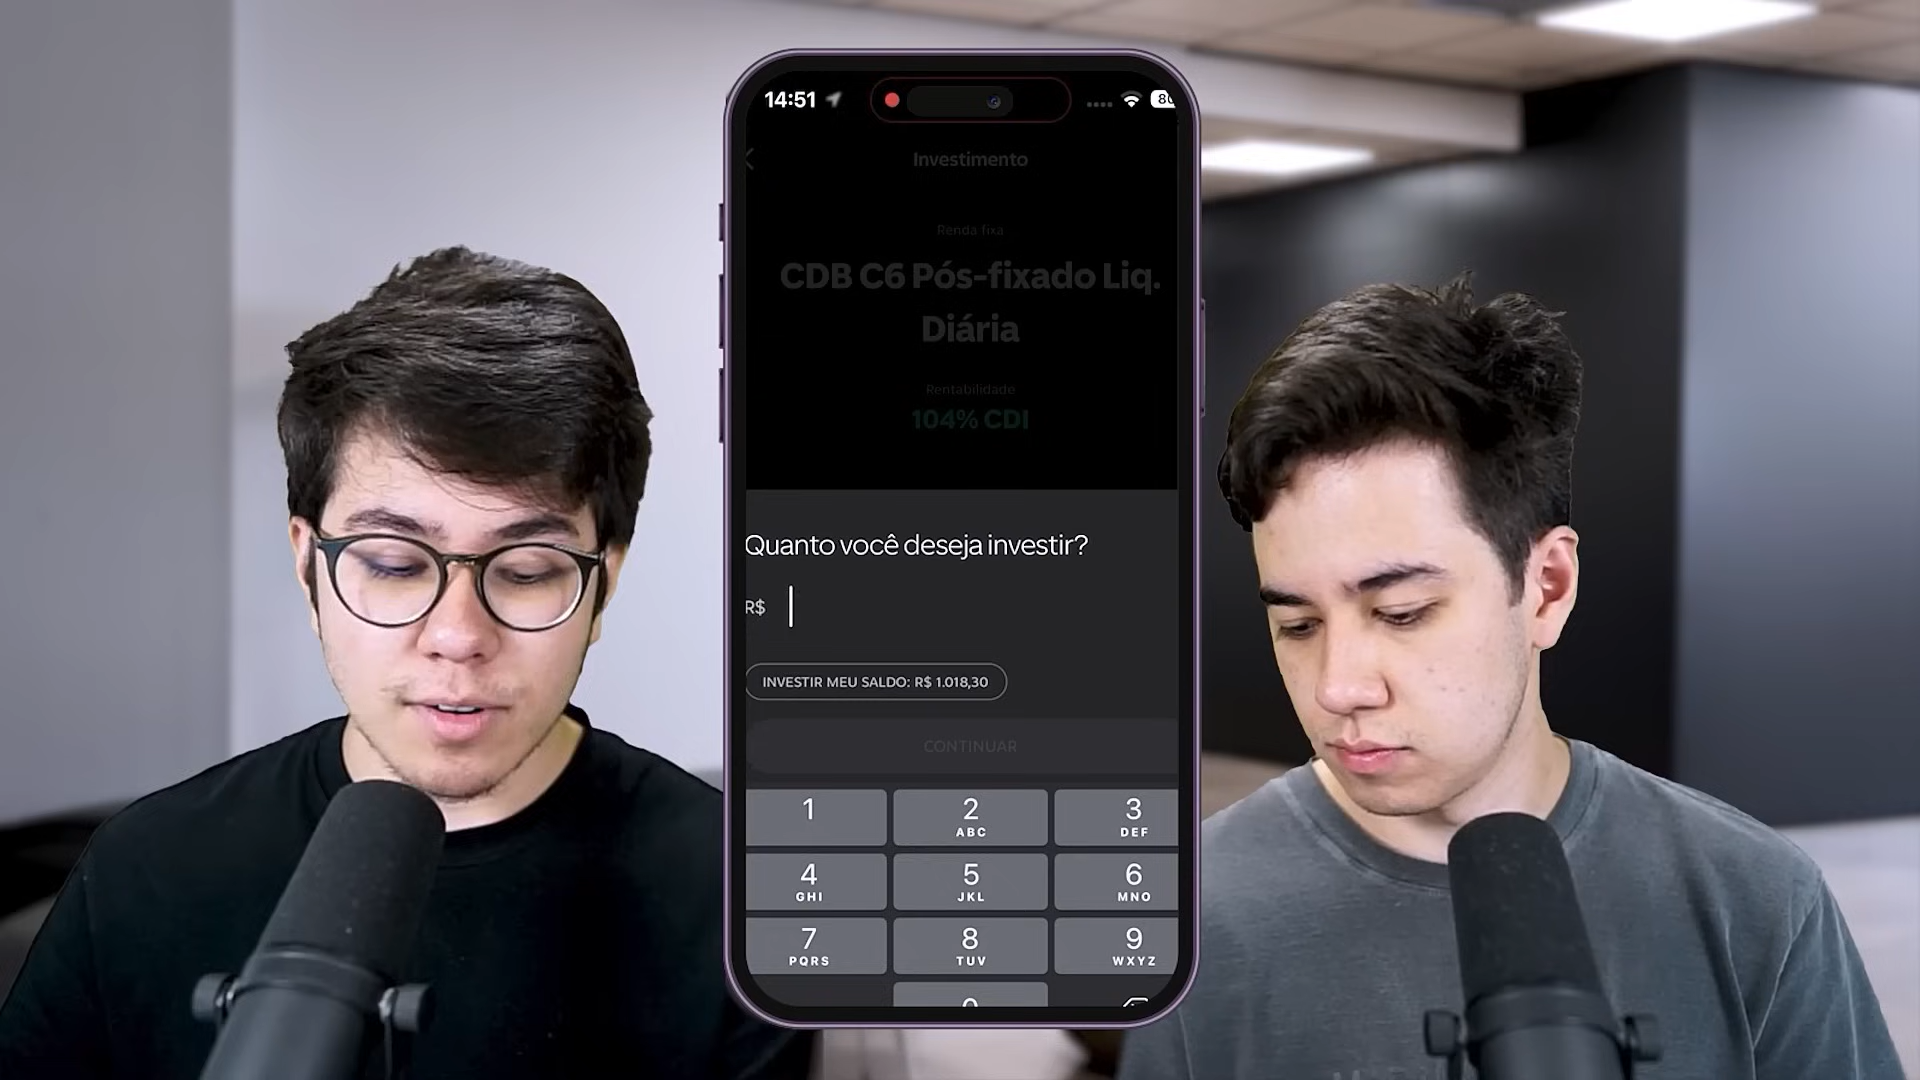 14:51
80
Investimento
Renda fixa
CDB C6 Pós-fixado Liq.
Diária
Rentabilidade
104% CDI
Quanto você deseja investir?
R$
INVESTIR MEU SALDO: R$ 1.018,30
CONTINUAR
1 2 3
ABC DEF
4 5 6
GHI JKL MNO
7 8 9
PQRS TUV WXYZ
0